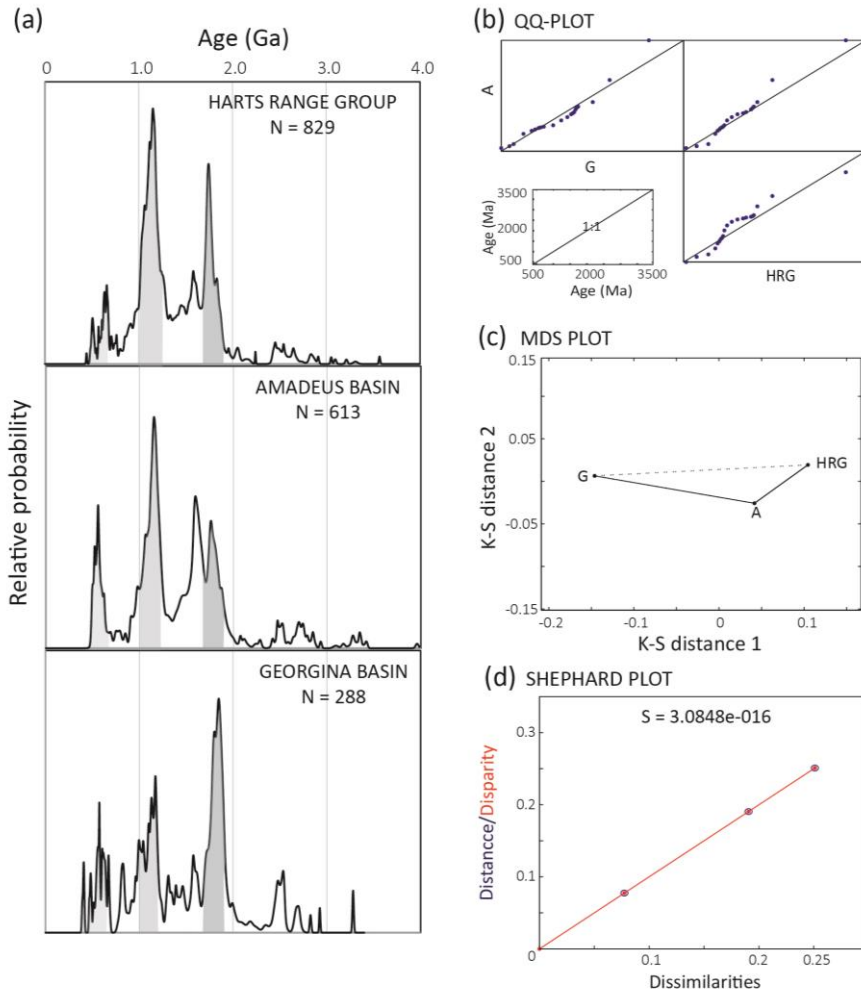 (a)
Age (Ga)
0 1.0 2.0 3.0 4.0
HARTS RANGE GROUP
N = 829
AMADEUS BASIN
N = 613
GEORGINA BASIN
N = 288
Relative probability
(b) QQ-PLOT
A
G
HRG
3500
2000
500
Age (Ma)
1:1
500 2000 3500
Age (Ma)
(c) MDS PLOT
0.15
0.05
-0.05
-0.15
K-S distance 2
G
HRG
A
-0.2 -0.1 0 0.1
K-S distance 1
(d) SHEPHARD PLOT
S = 3.0848e-016
0.3
0.2
0.1
0
Distancce/Disparity
0.1 0.2 0.25
Dissimilarities